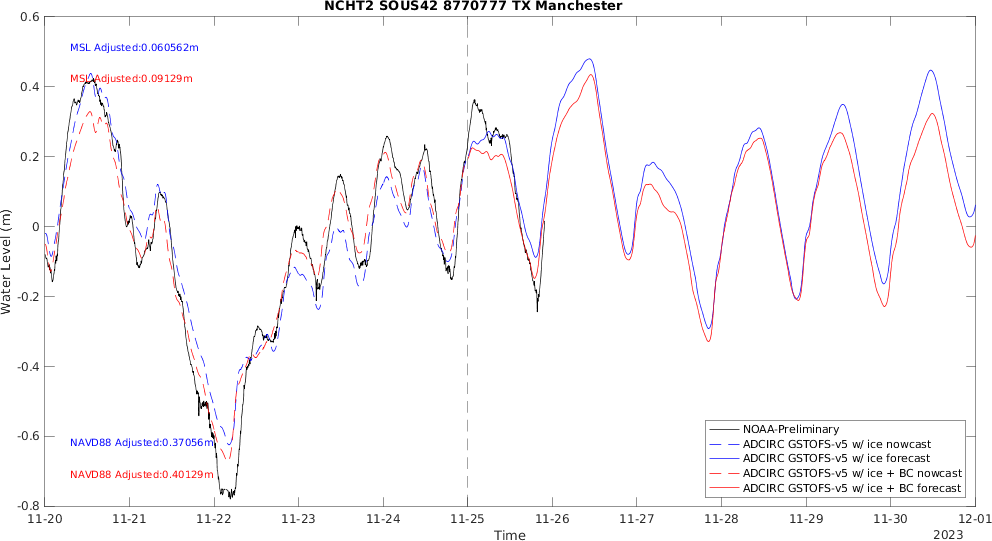 NCHT2 SOUS42 8770777 TX Manchester
0.6
MSL Adjusted:0.060562m
MSL Adjusted:0.09129m
0.4
0.2
0
-0.2
-0.4
-0.6
-0.8
Water Level (m)
NAVD88 Adjusted:0.37056m
NAVD88 Adjusted:0.40129m
NOAA-Preliminary
ADCIRC GSTOFS-v5 w/ ice nowcast
ADCIRC GSTOFS-v5 w/ ice forecast
ADCIRC GSTOFS-v5 w/ ice + BC nowcast
ADCIRC GSTOFS-v5 w/ ice + BC forecast
11-20 11-21 11-22 11-23 11-24 11-25 11-26 11-27 11-28 11-29 11-30 12-01
Time
2023